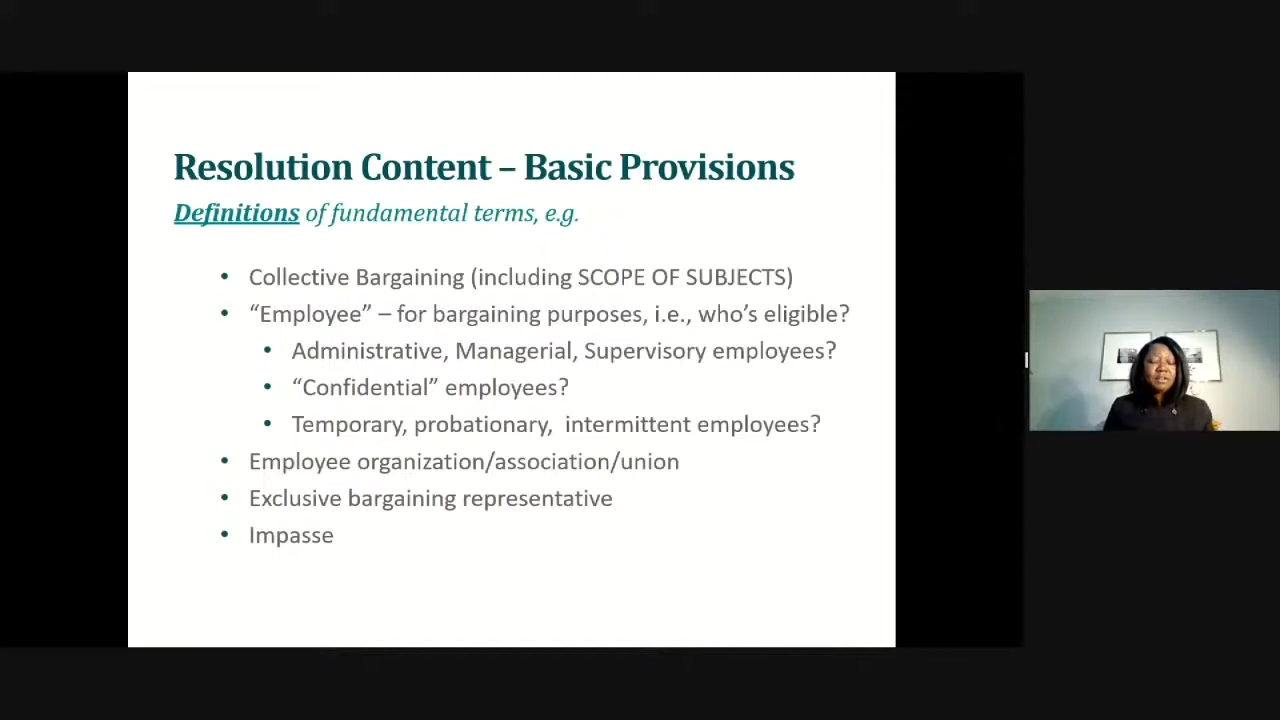 Resolution Content – Basic Provisions
Definitions of fundamental terms, e.g.
• Collective Bargaining (including SCOPE OF SUBJECTS)
• “Employee” – for bargaining purposes, i.e., who’s eligible?
• Administrative, Managerial, Supervisory employees?
• “Confidential” employees?
• Temporary, probationary,  intermittent employees?
• Employee organization/association/union
• Exclusive bargaining representative
• Impasse